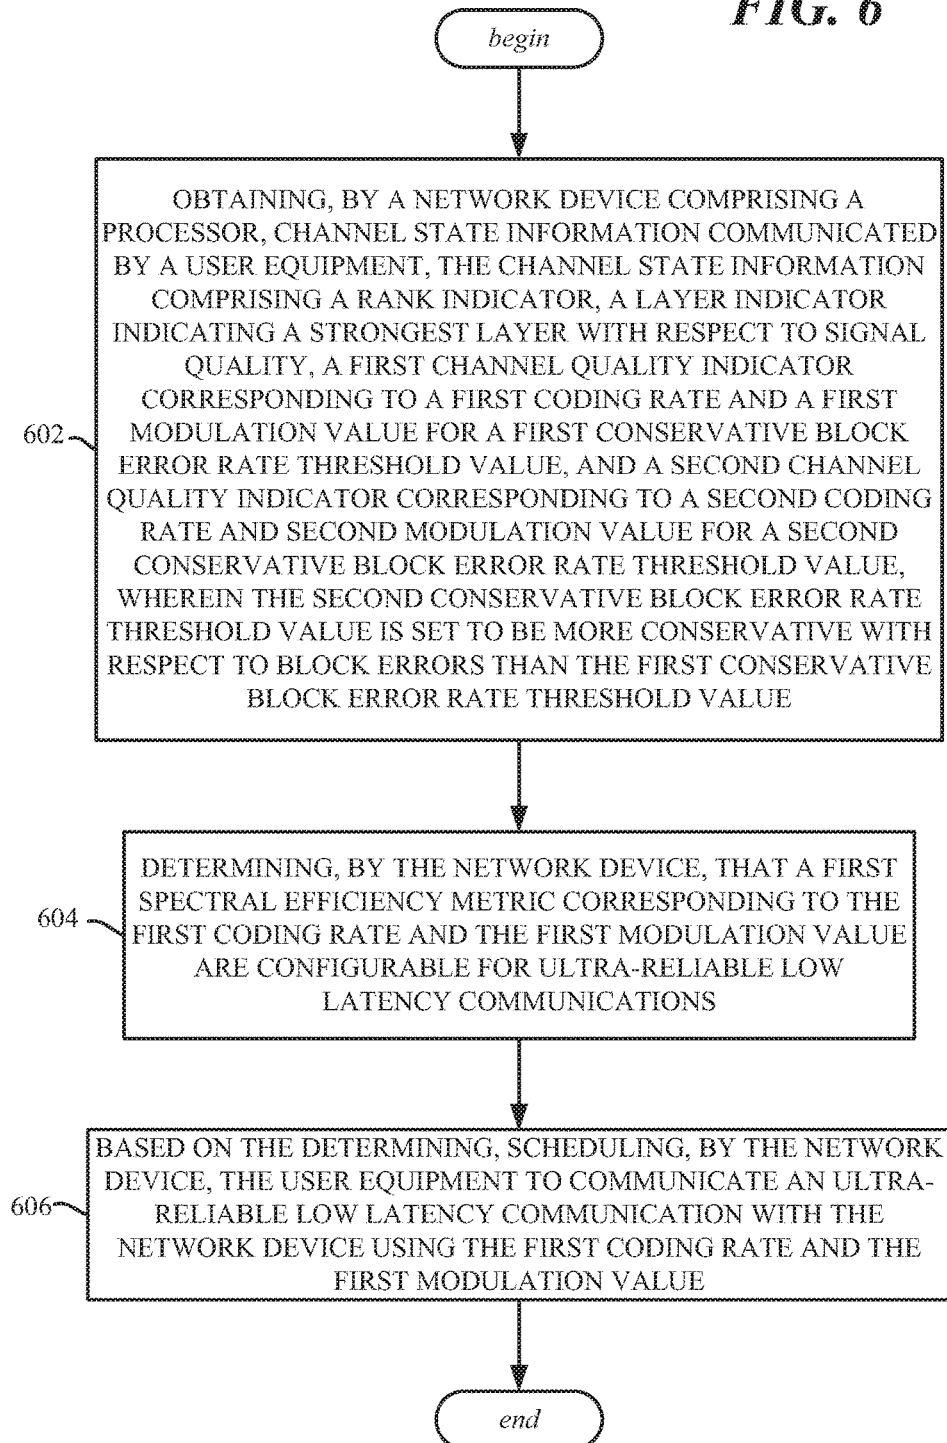 FIG. 6
begin
OBTAINING, BY A NETWORK DEVICE COMPRISING A
PROCESSOR, CHANNEL STATE INFORMATION COMMUNICATED
BY A USER EQUIPMENT, THE CHANNEL STATE INFORMATION
COMPRISING A RANK INDICATOR, A LAYER INDICATOR
INDICATING A STRONGEST LAYER WITH RESPECT TO SIGNAL
QUALITY, A FIRST CHANNEL QUALITY INDICATOR
CORRESPONDING TO A FIRST CODING RATE AND A FIRST
MODULATION VALUE FOR A FIRST CONSERVATIVE BLOCK
ERROR RATE THRESHOLD VALUE, AND A SECOND CHANNEL
QUALITY INDICATOR CORRESPONDING TO A SECOND CODING
RATE AND SECOND MODULATION VALUE FOR A SECOND
CONSERVATIVE BLOCK ERROR RATE THRESHOLD VALUE,
WHEREIN THE SECOND CONSERVATIVE BLOCK ERROR RATE
THRESHOLD VALUE IS SET TO BE MORE CONSERVATIVE WITH
RESPECT TO BLOCK ERRORS THAN THE FIRST CONSERVATIVE
BLOCK ERROR RATE THRESHOLD VALUE
602
DETERMINING, BY THE NETWORK DEVICE, THAT A FIRST
SPECTRAL EFFICIENCY METRIC CORRESPONDING TO THE
FIRST CODING RATE AND THE FIRST MODULATION VALUE
ARE CONFIGURABLE FOR ULTRA-RELIABLE LOW
LATENCY COMMUNICATIONS
604
BASED ON THE DETERMINING, SCHEDULING, BY THE NETWORK
DEVICE, THE USER EQUIPMENT TO COMMUNICATE AN ULTRA-
RELIABLE LOW LATENCY COMMUNICATION WITH THE
NETWORK DEVICE USING THE FIRST CODING RATE AND THE
FIRST MODULATION VALUE
606
end